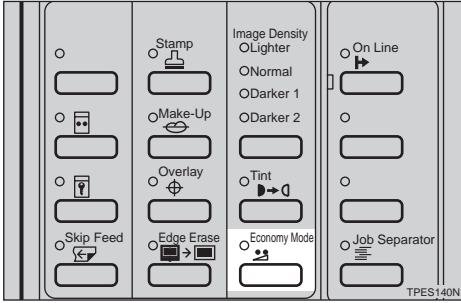 Stamp
Make-Up
Overlay
Skip Feed
Edge Erase
Image Density
Lighter
Normal
Darker 1
Darker 2
Tint
Economy Mode
On Line
Job Separator
TPES140N